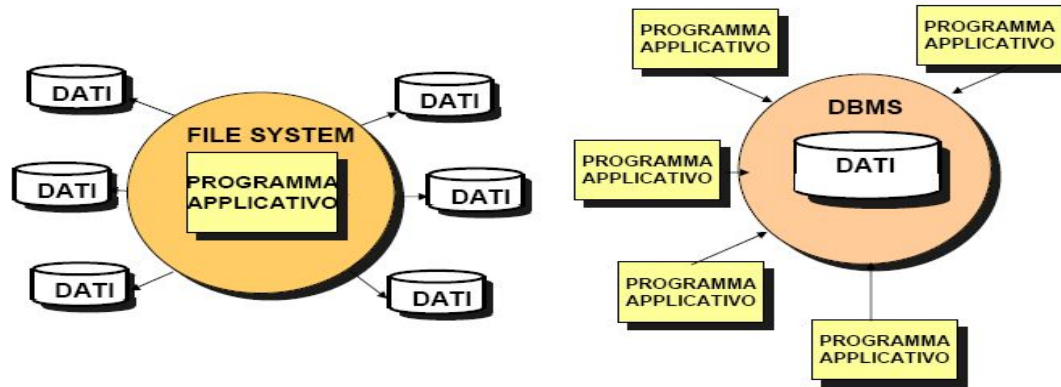 DATI
DATI
DATI
FILE SYSTEM
PROGRAMMA
APPLICATIVO
DATI
DATI
DATI
PROGRAMMA
APPLICATIVO
PROGRAMMA
APPLICATIVO
DBMS
DATI
PROGRAMMA
APPLICATIVO
PROGRAMMA
APPLICATIVO
PROGRAMMA
APPLICATIVO